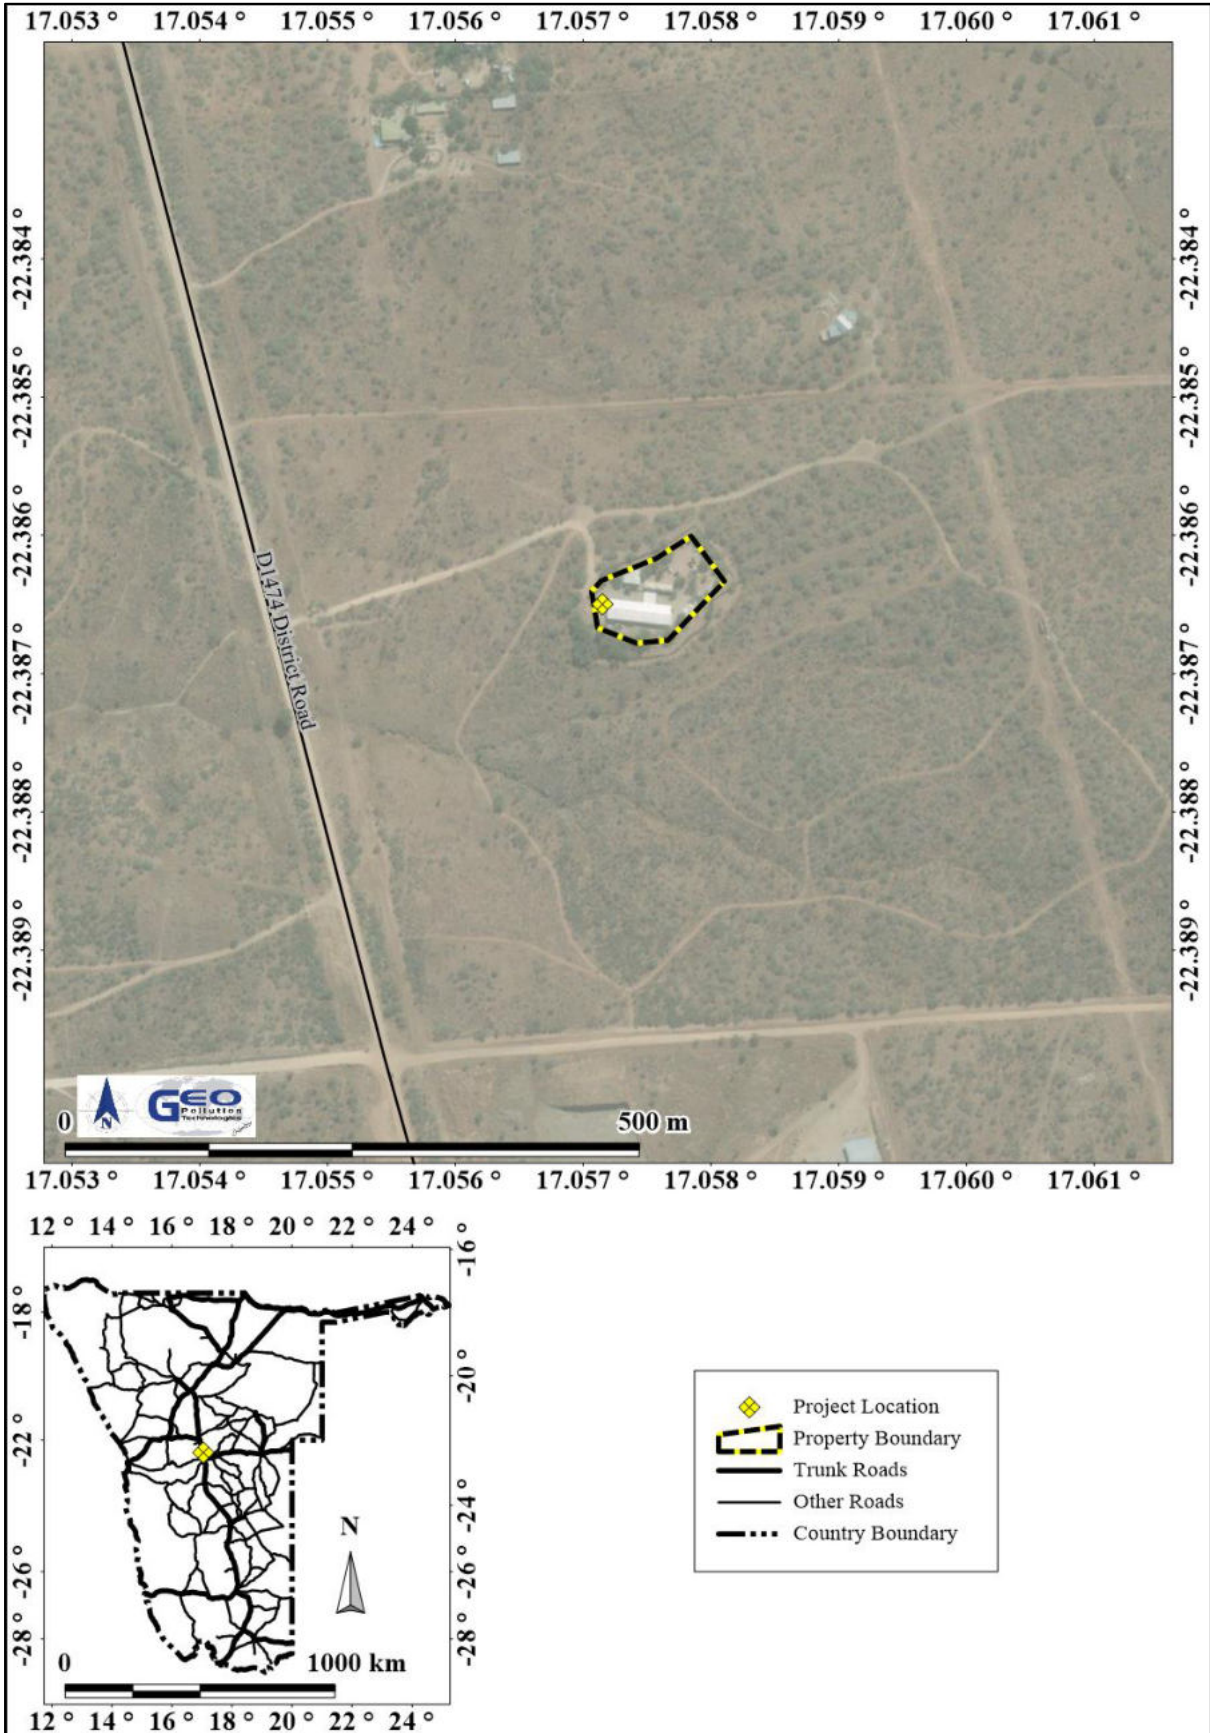 17.053 ° 17.054 ° 17.055 ° 17.056 ° 17.057 ° 17.058 ° 17.059 ° 17.060 ° 17.061 °
-22.384 ° -22.384 °
-22.385 ° -22.385 °
-22.386 ° -22.386 °
D1474 District Road
-22.387 ° -22.387 °
-22.388 ° -22.388 °
-22.389 ° -22.389 °
N
GEO
Pollution
Technologies
0 500 m
17.053 ° 17.054 ° 17.055 ° 17.056 ° 17.057 ° 17.058 ° 17.059 ° 17.060 ° 17.061 °
12 ° 14 ° 16 ° 18 ° 20 ° 22 ° 24 °
-16 °
-18 °
-20 °
-22 °
-24 °
-26 °
-28 ° -28 °
N
0 1000 km
12 ° 14 ° 16 ° 18 ° 20 ° 22 ° 24 °
Project Location
Property Boundary
Trunk Roads
Other Roads
Country Boundary